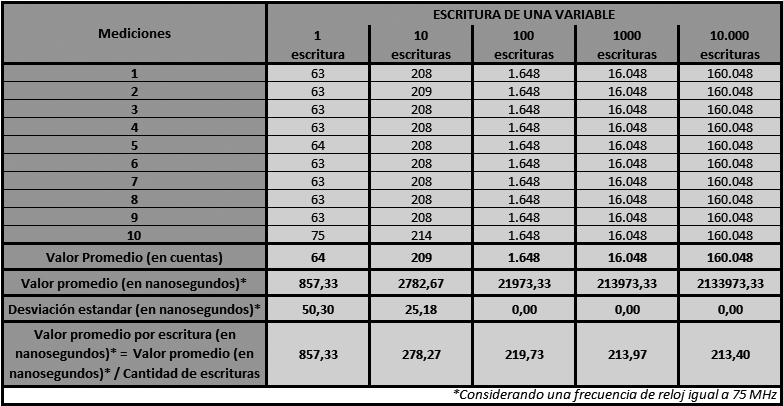 Mediciones
ESCRITURA DE UNA VARIABLE
1 escritura
10 escrituras
100 escrituras
1000 escrituras
10.000 escrituras
1 63 208 1.648 16.048 160.048
2 63 209 1.648 16.048 160.048
3 63 208 1.648 16.048 160.048
4 63 208 1.648 16.048 160.048
5 64 208 1.648 16.048 160.048
6 63 208 1.648 16.048 160.048
7 63 208 1.648 16.048 160.048
8 63 208 1.648 16.048 160.048
9 63 208 1.648 16.048 160.048
10 75 214 1.648 16.048 160.048
Valor Promedio (en cuentas) 64 209 1.648 16.048 160.048
Valor promedio (en nanosegundos)* 857,33 2782,67 21973,33 213973,33 2133973,33
Desviación estandar (en nanosegundos)* 50,30 25,18 0,00 0,00 0,00
Valor promedio por escritura (en
nanosegundos)* = Valor promedio (en
nanosegundos)* / Cantidad de escrituras
857,33 278,27 219,73 213,97 213,40
*Considerando una frecuencia de reloj igual a 75 MHz